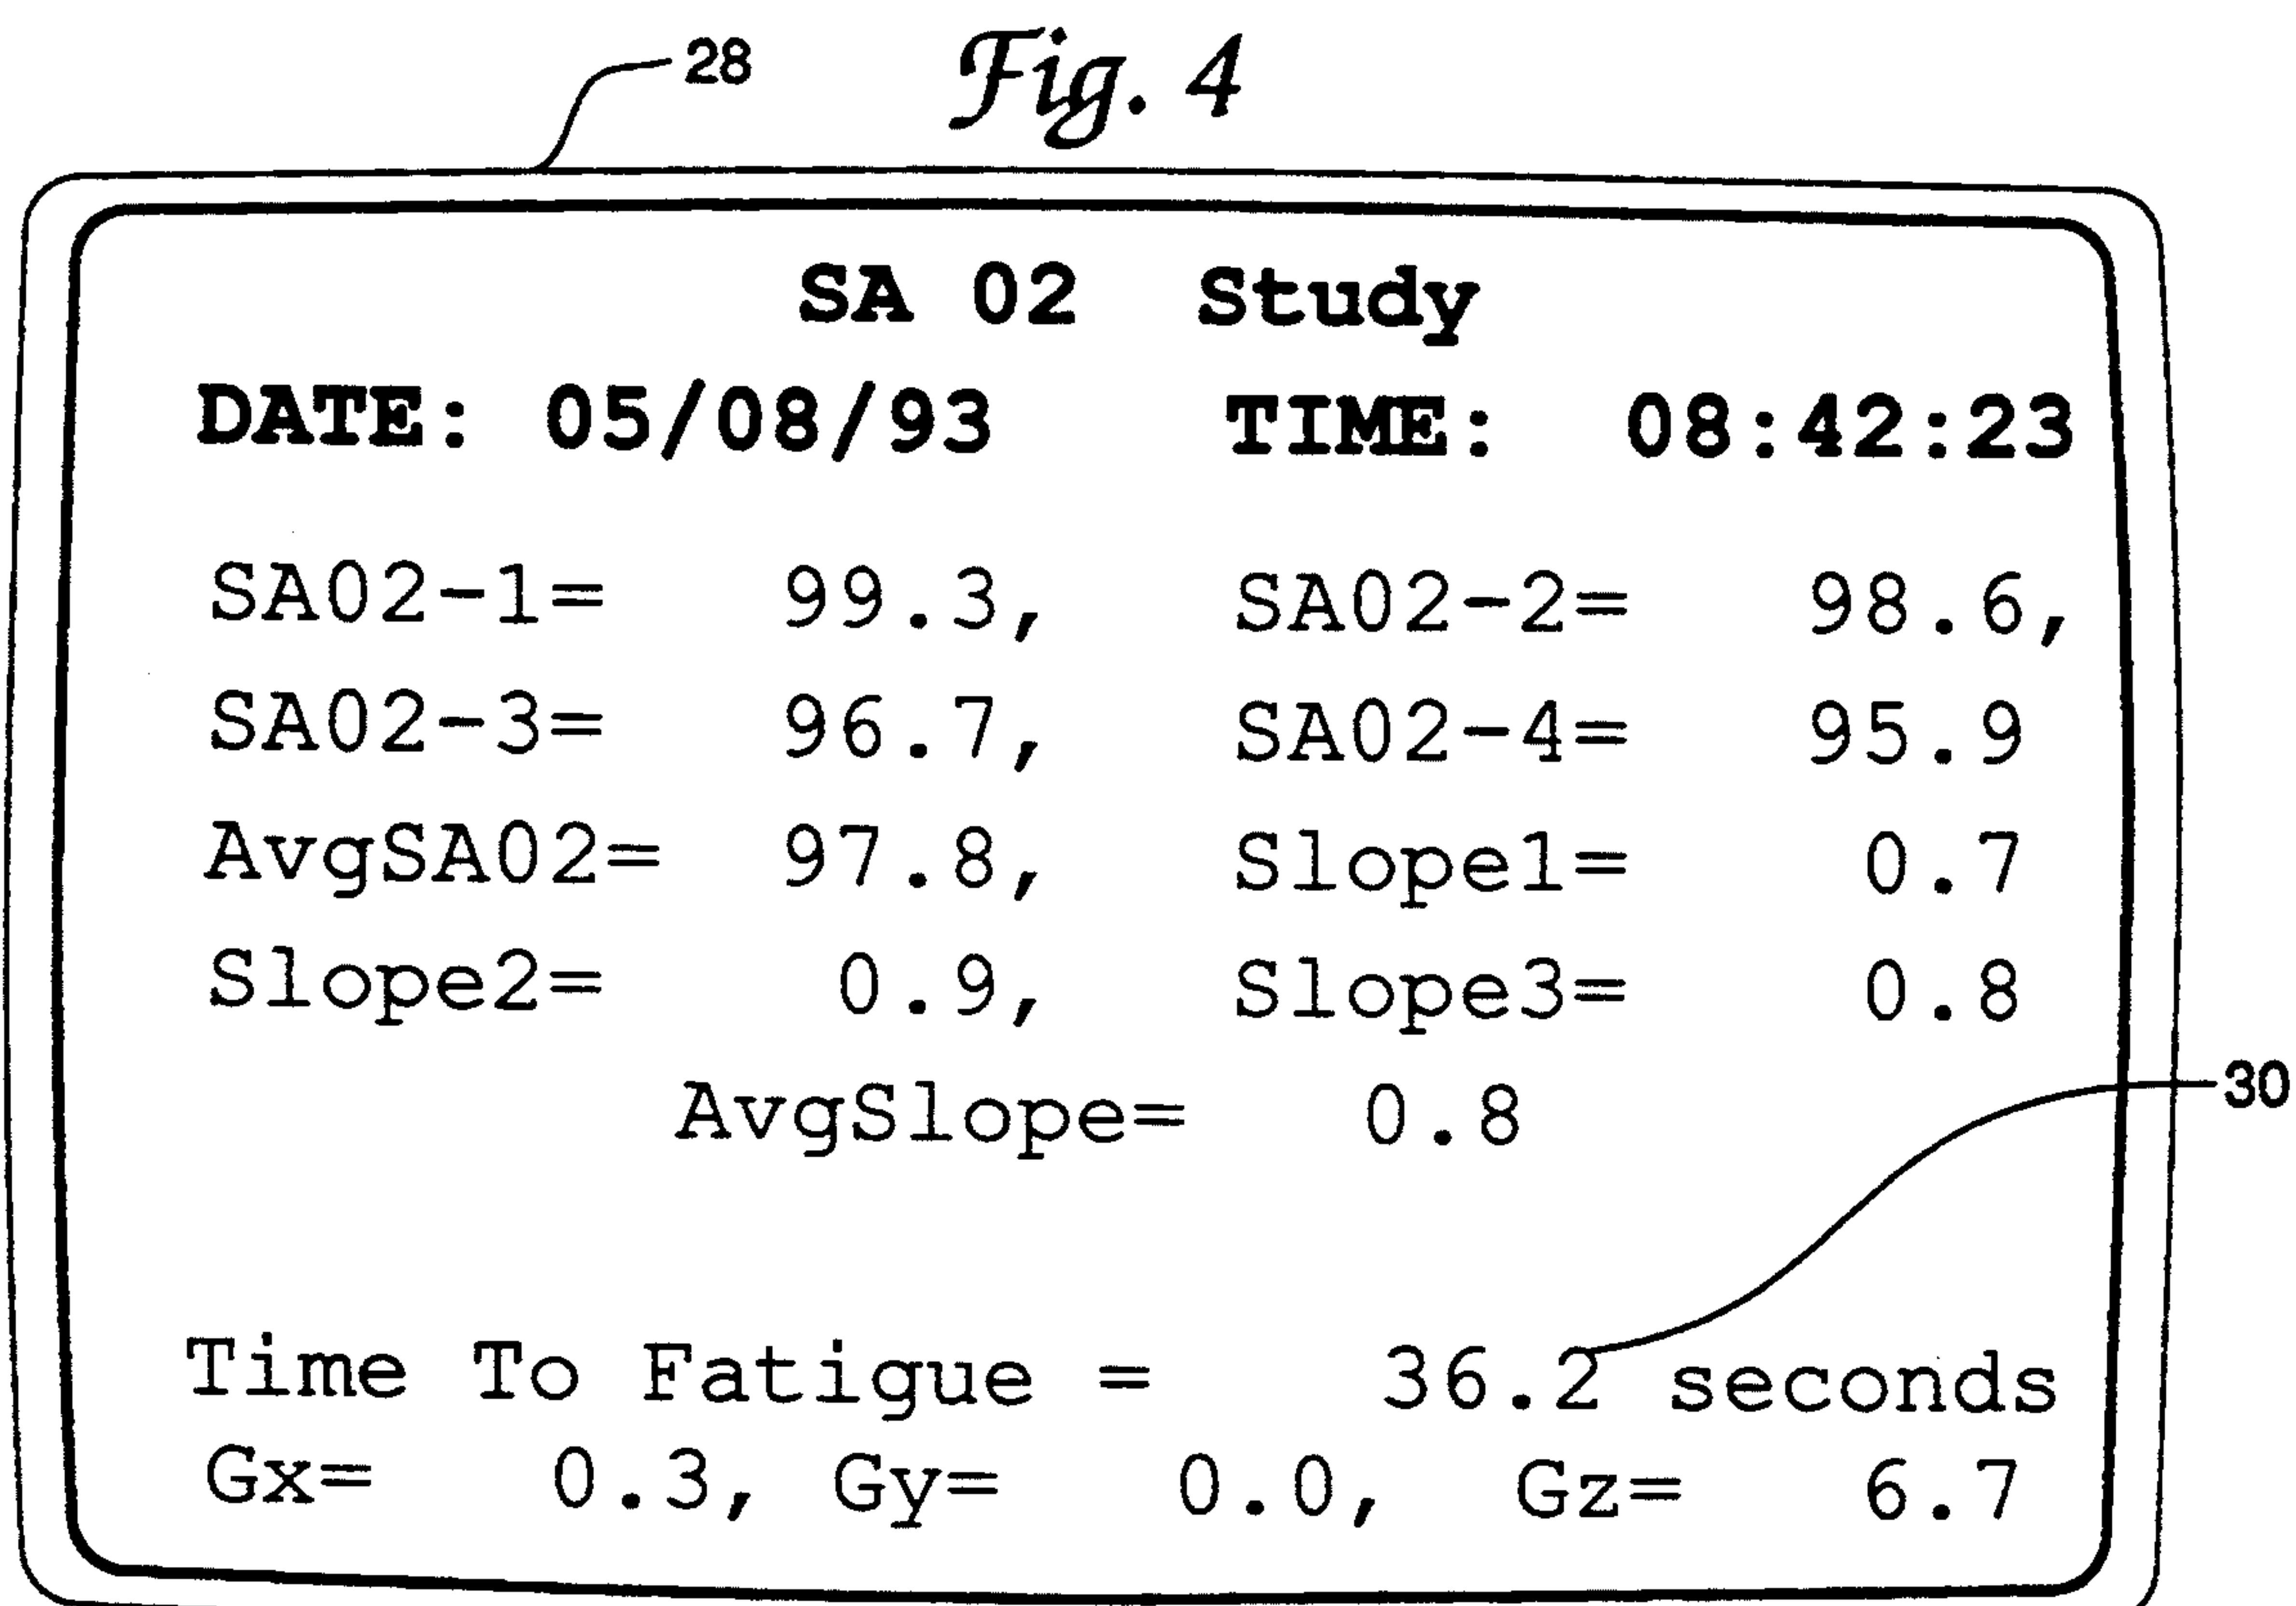 28 Fig. 4
SA 02 Study
DATE: 05/08/93 TIME: 08:42:23
SA02-1= 99.3, SA02-2= 98.6,
SA02-3= 96.7, SA02-4= 95.9
AvgSA02= 97.8, Slope1= 0.7
Slope2= 0.9, Slope3= 0.8
30
AvgSlope= 0.8
Time To Fatigue = 36.2 seconds
Gx= 0.3, Gy= 0.0, Gz= 6.7